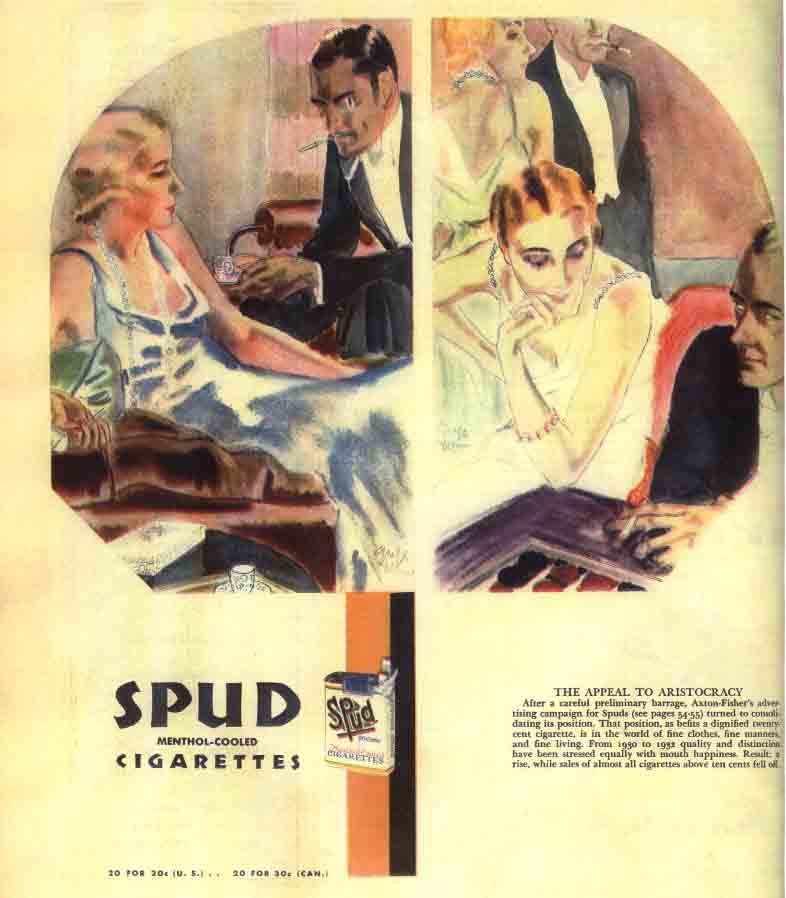 SPUD
MENTHOL-COOLED
CIGARETTES
Spud
CIGARETTES
20 FOR 20¢ (U. S.) . . 20 FOR 30¢ (CAN.)
THE APPEAL TO ARISTOCRACY
After a careful preliminary barrage, Axton-Fisher's adver-
tising campaign for Spuds (see pages 54-55) turned to consoli-
dating its position. That position, as befits a dignified twenty-
cent cigarette, is in the world of fine clothes, fine manners,
and fine living. From 1930 to 1932 quality and distinction
have been stressed equally with mouth happiness. Result: a
rise, while sales of almost all cigarettes above ten cents fell off.